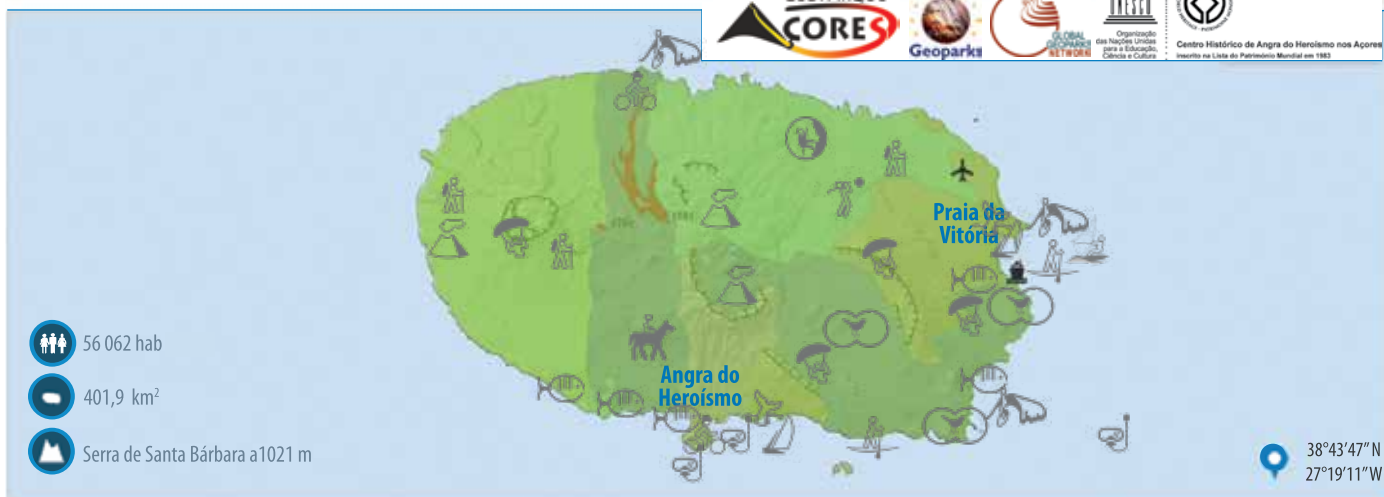 AÇORES
Geoparks
GLOBAL
GEOPARKS
NETWORK
UNESCO
Organização
das Nações Unidas
para a Educação,
Ciência e Cultura
Centro Histórico de Angra do Heroísmo nos Açores
inscrito na Lista do Património Mundial em 1983
Praia da
Vitória
Angra do
Heroísmo
56 062 hab
401,9 km²
Serra de Santa Bárbara a1021 m
38°43'47'' N
27°19'11'' W